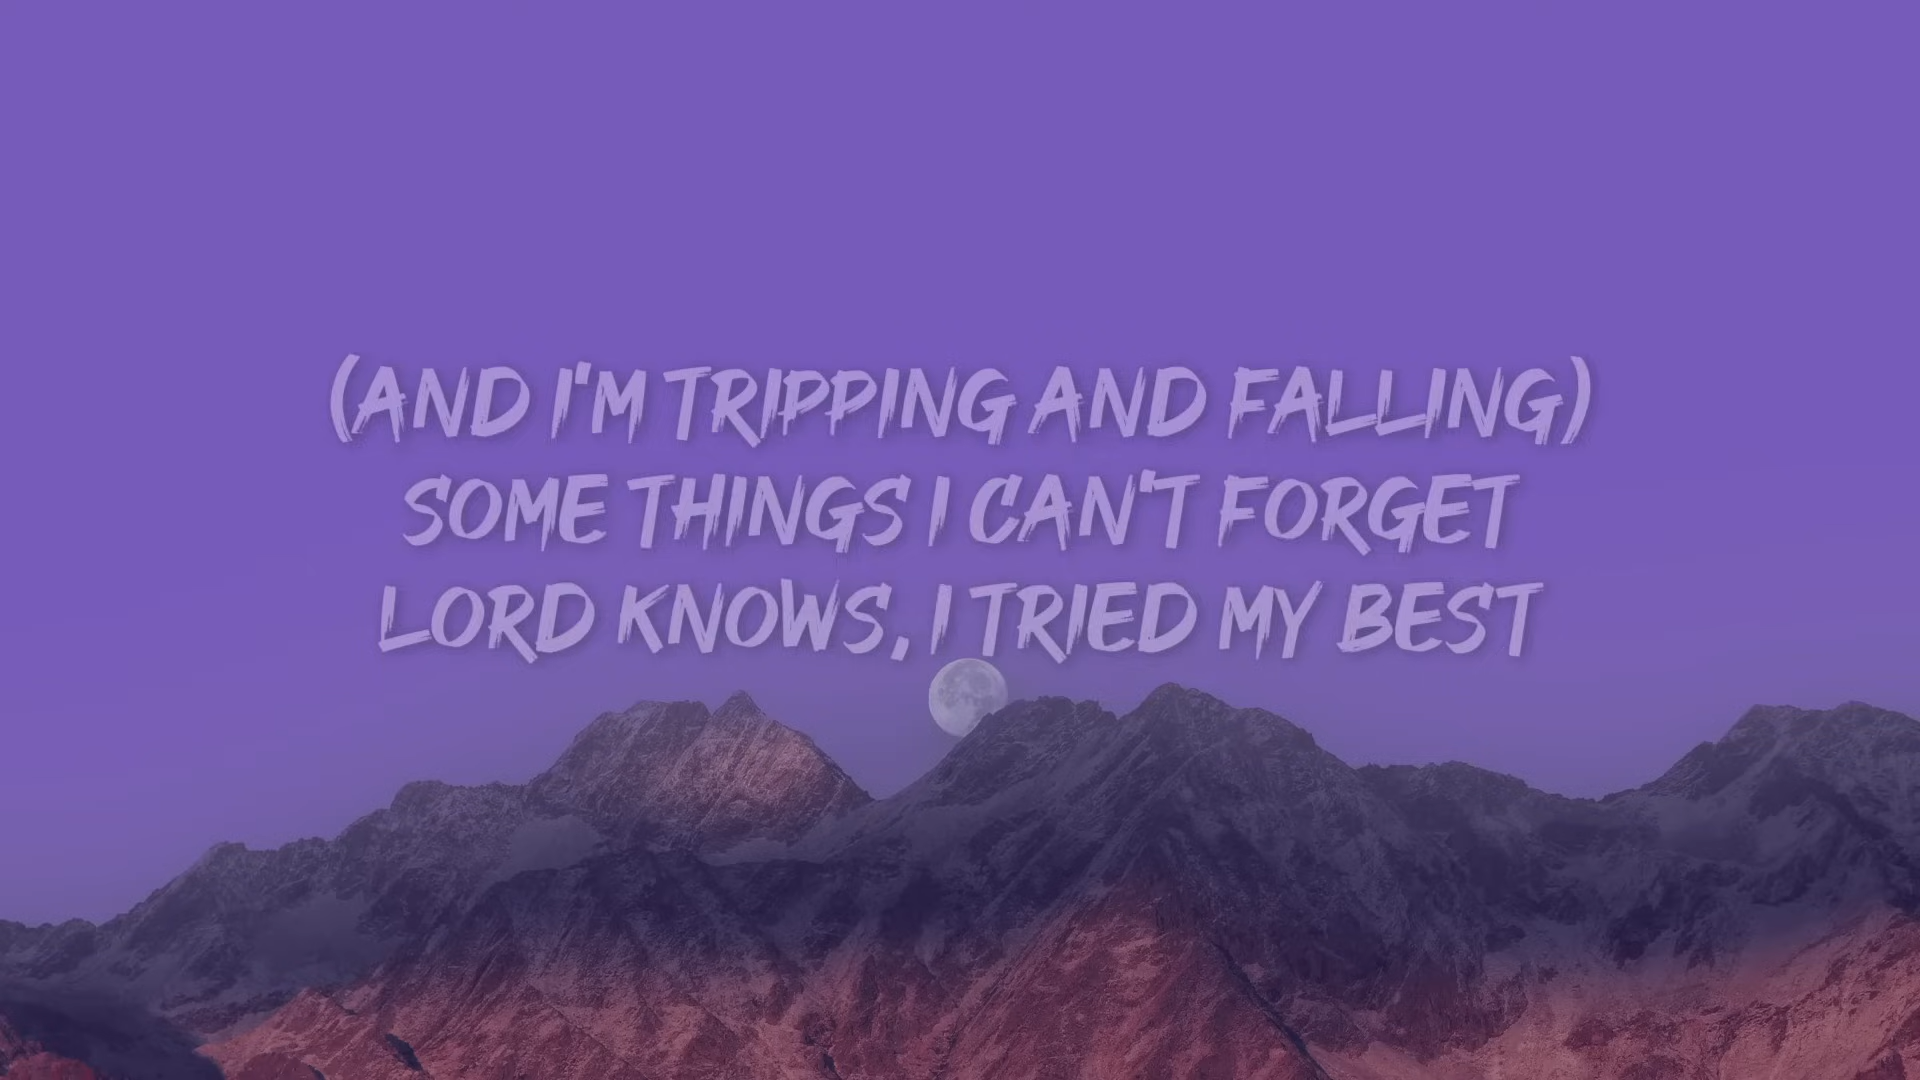 (AND I'M TRIPPING AND FALLING)
SOME THINGS I CAN'T FORGET
LORD KNOWS, I TRIED MY BEST